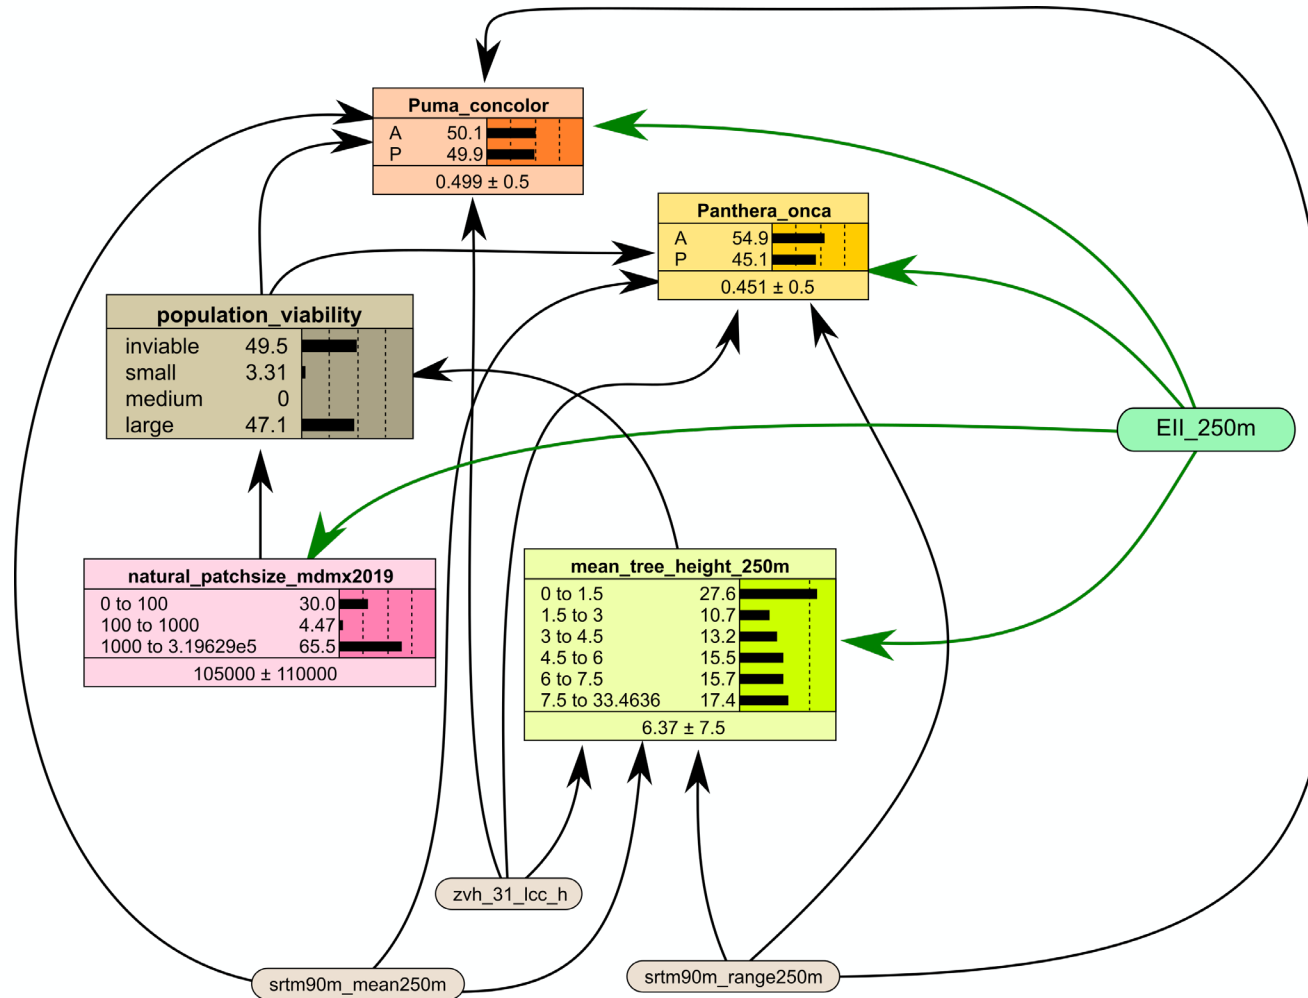 Puma_concolor
A 50.1
P 49.9
0.499 ± 0.5
Panthera_onca
A 54.9
P 45.1
0.451 ± 0.5
population_viability
inviable 49.5
small 3.31
medium 0
large 47.1
EII_250m
natural_patchsize_mdmx2019
0 to 100 30.0
100 to 1000 4.47
1000 to 3.19629e5 65.5
105000 ± 110000
mean_tree_height_250m
0 to 1.5 27.6
1.5 to 3 10.7
3 to 4.5 13.2
4.5 to 6 15.5
6 to 7.5 15.7
7.5 to 33.4636 17.4
6.37 ± 7.5
zvh_31_lcc_h
srtm90m_mean250m
srtm90m_range250m